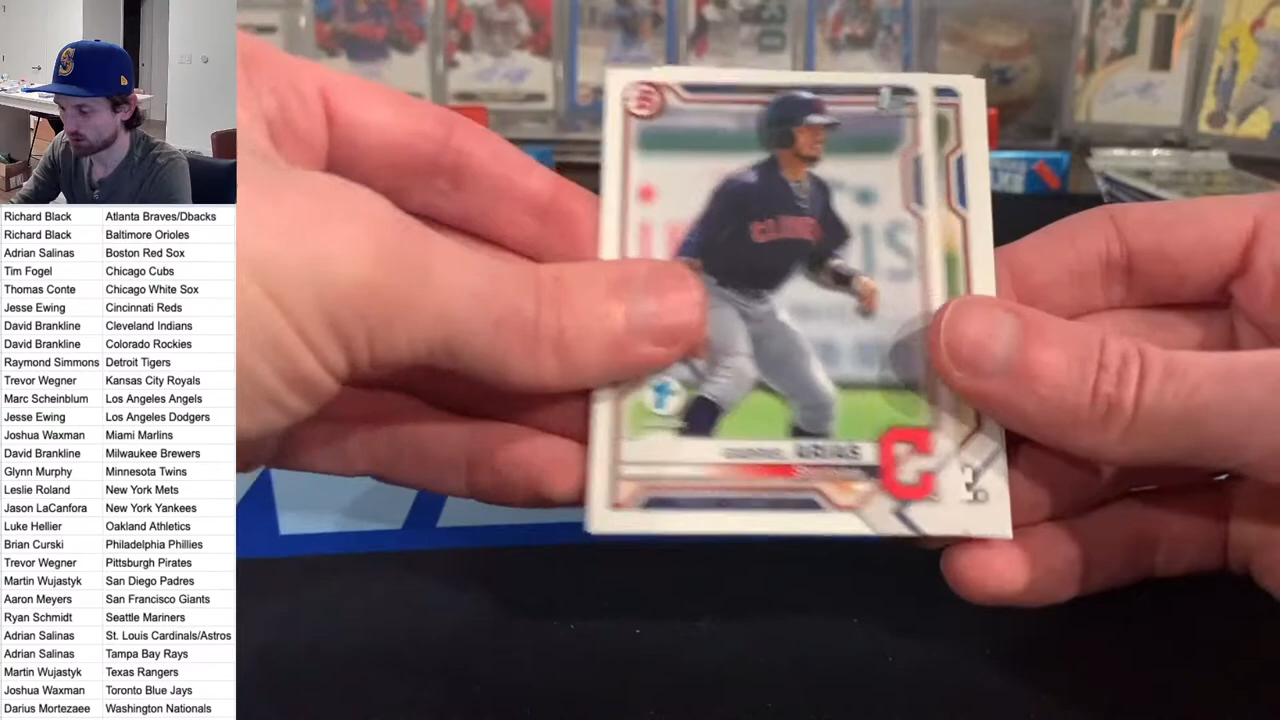 Richard Black Atlanta Braves/Dbacks
Richard Black Baltimore Orioles
Adrian Salinas Boston Red Sox
Tim Fogel Chicago Cubs
Thomas Conte Chicago White Sox
Jesse Ewing Cincinnati Reds
David Brankline Cleveland Indians
David Brankline Colorado Rockies
Raymond Simmons Detroit Tigers
Trevor Wegner Kansas City Royals
Marc Scheinblum Los Angeles Angels
Jesse Ewing Los Angeles Dodgers
Joshua Waxman Miami Marlins
David Brankline Milwaukee Brewers
Glynn Murphy Minnesota Twins
Leslie Roland New York Mets
Jason LaCanfora New York Yankees
Luke Hellier Oakland Athletics
Brian Curski Philadelphia Phillies
Trevor Wegner Pittsburgh Pirates
Martin Wujastyk San Diego Padres
Aaron Meyers San Francisco Giants
Ryan Schmidt Seattle Mariners
Adrian Salinas St. Louis Cardinals/Astros
Adrian Salinas Tampa Bay Rays
Martin Wujastyk Texas Rangers
Joshua Waxman Toronto Blue Jays
Darius Mortezaee Washington Nationals
ARIAS
C